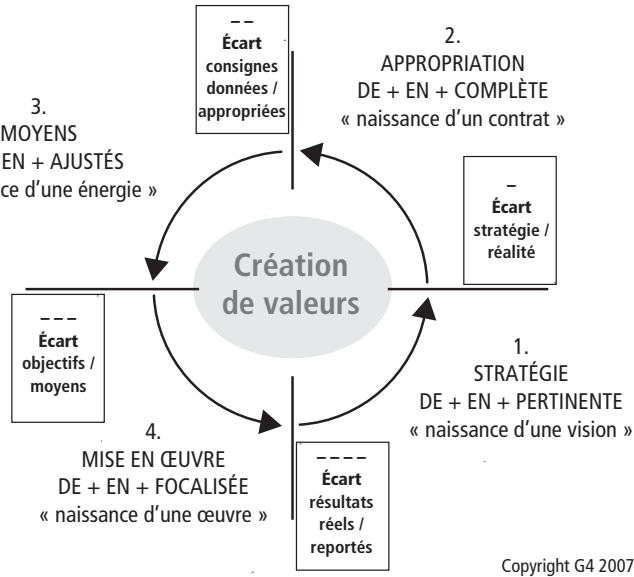 – –
Écart
consignes
données /
appropriées
2.
APPROPRIATION
DE + EN + COMPLÈTE
« naissance d'un contrat »
3.
MOYENS
EN + AJUSTÉS
ce d'une énergie »
–
Écart
stratégie /
réalité
Création
de valeurs
– – –
Écart
objectifs /
moyens
1.
STRATÉGIE
DE + EN + PERTINENTE
« naissance d'une vision »
4.
MISE EN ŒUVRE
DE + EN + FOCALISÉE
« naissance d'une œuvre »
– – – –
Écart
résultats
réels /
reportés
Copyright G4 2007